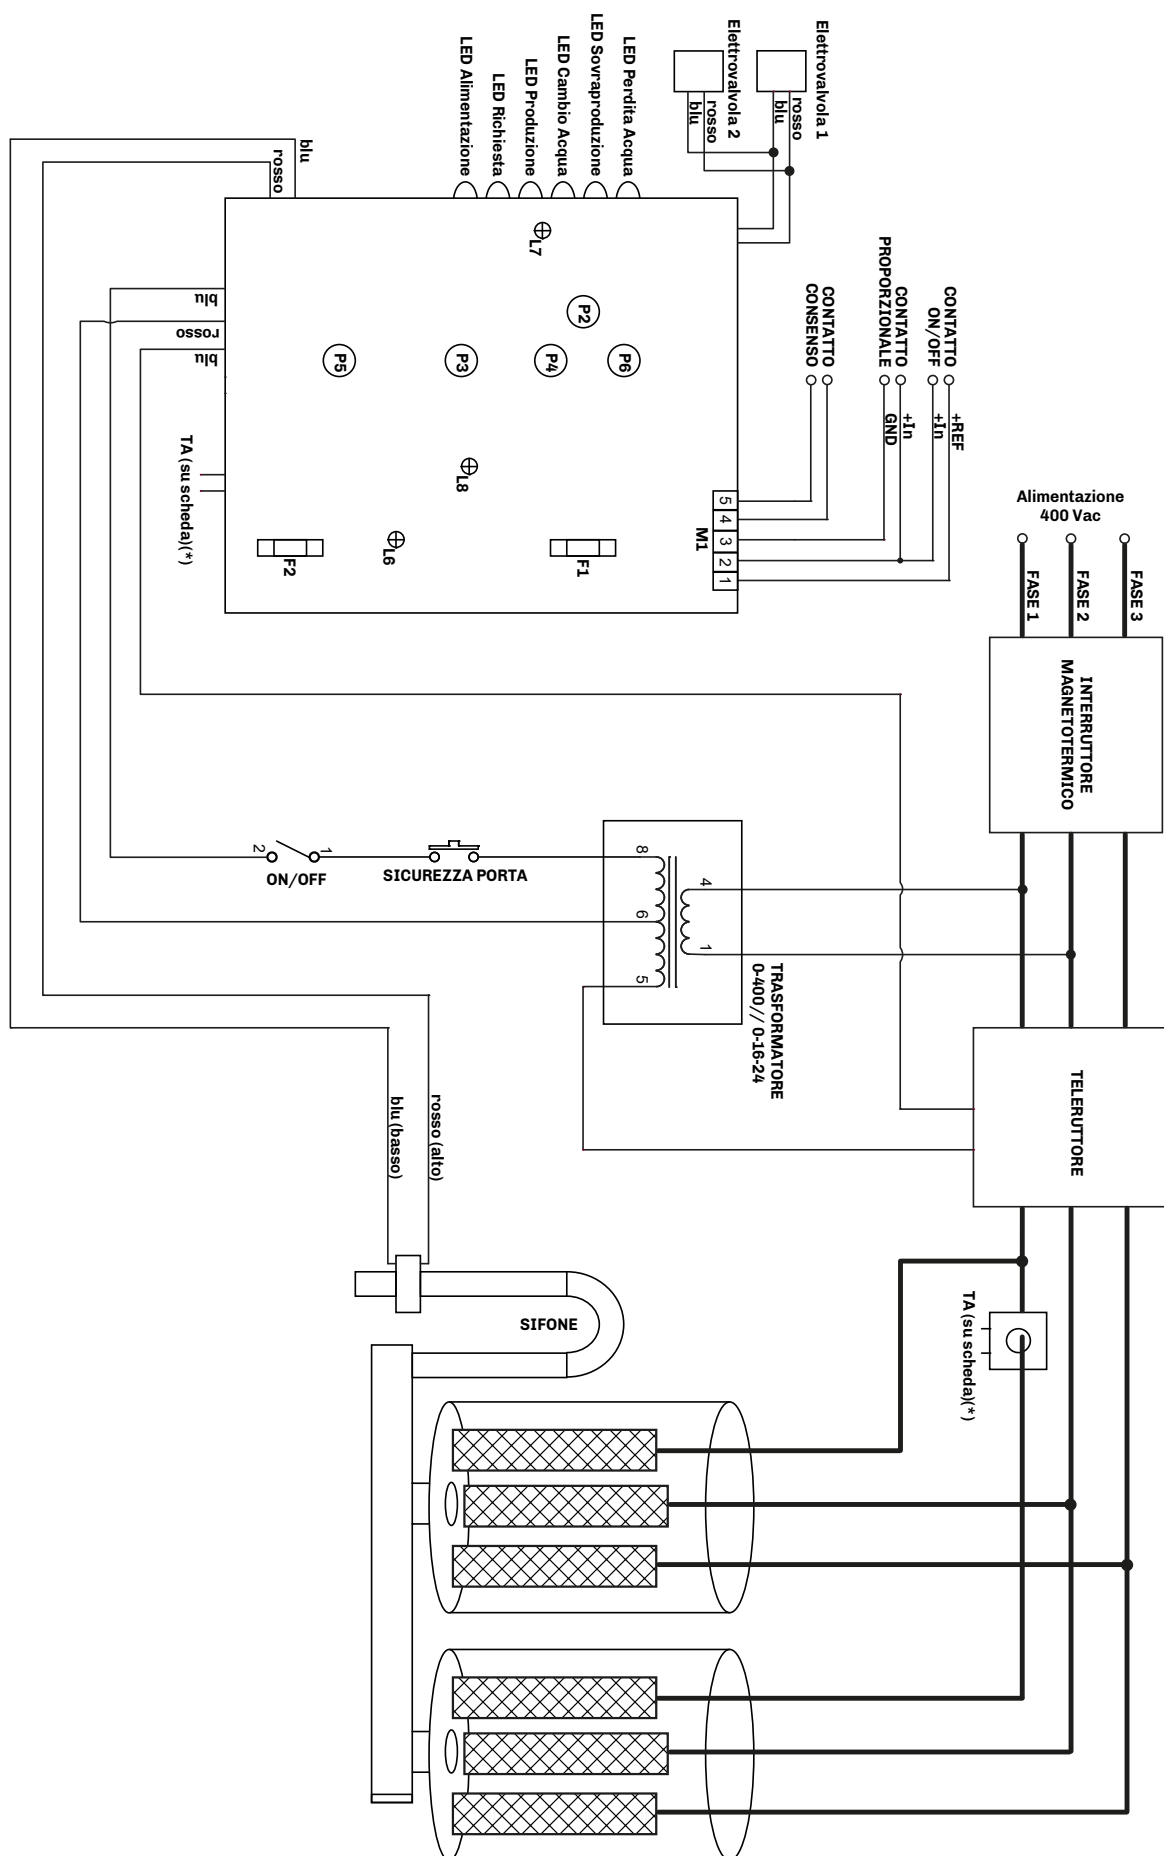 Elettrovalvola 1
rosso
blu
Elettrovalvola 2
rosso
blu
LED Perdita Acqua
LED Sovraproduzione
LED Cambio Acqua
LED Produzione
LED Richiesta
LED Alimentazione
blu
rosso
L7
P2
P6
P4
P3
P5
L8
L6
F1
F2
M1
5
4
3
2
1
blu
rosso
blu
TA (su scheda)(*)
CONTATTO
CONSENSO
CONTATTO
PROPORZIONALE
CONTATTO
ON/OFF
GND
+In
+In
+REF
Alimentazione
400 Vac
FASE 1
FASE 2
FASE 3
INTERRUTTORE
MAGNETOTERMICO
2
1
ON/OFF
SICUREZZA PORTA
8
6
5
4
1
TRASFORMATORE
0-400// 0-16-24
TELERUTTORE
rosso (alto)
blu (basso)
SIFONE
TA (su scheda)(*)